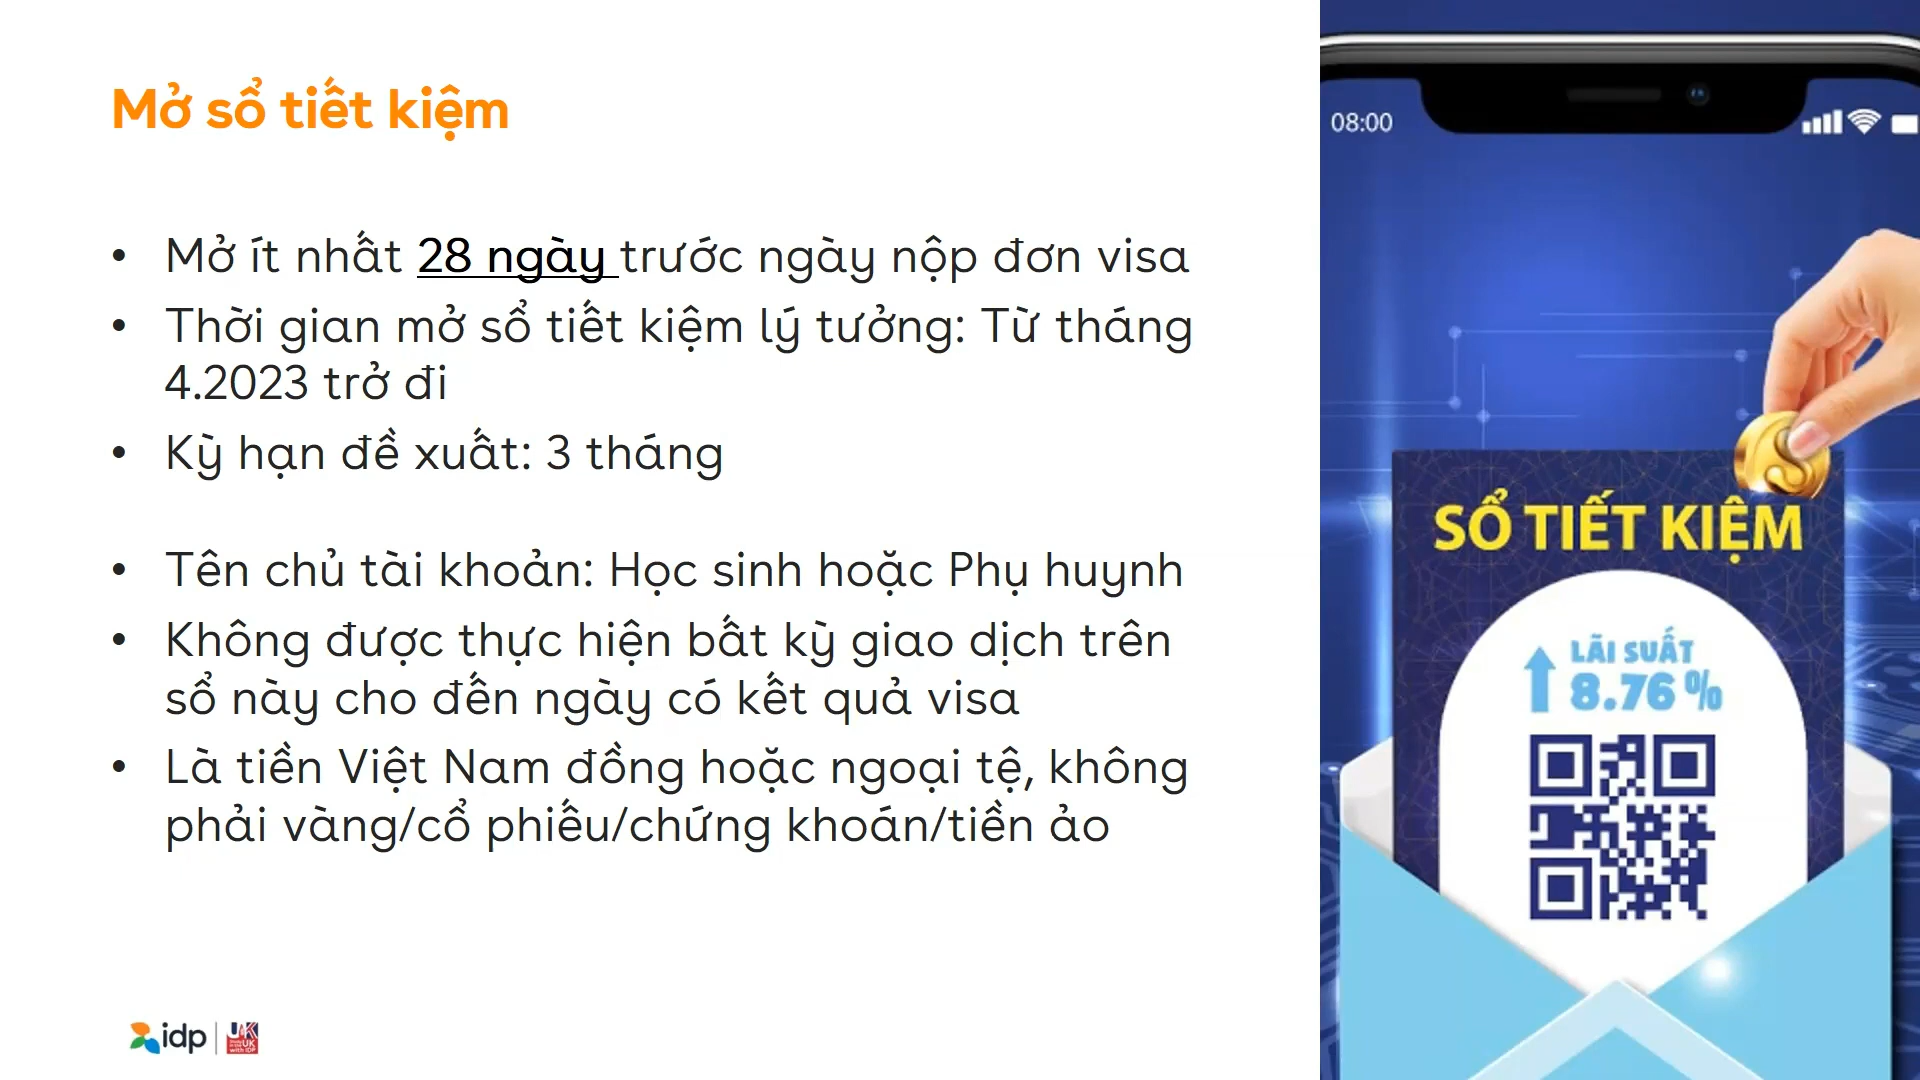 Mở sổ tiết kiệm
• Mở ít nhất 28 ngày trước ngày nộp đơn visa
• Thời gian mở sổ tiết kiệm lý tưởng: Từ tháng
4.2023 trở đi
• Kỳ hạn đề xuất: 3 tháng
• Tên chủ tài khoản: Học sinh hoặc Phụ huynh
• Không được thực hiện bất kỳ giao dịch trên
sổ này cho đến ngày có kết quả visa
• Là tiền Việt Nam đồng hoặc ngoại tệ, không
phải vàng/cổ phiếu/chứng khoán/tiền ảo
idp
UK
with IDP
08:00
SỔ TIẾT KIỆM
LÃI SUẤT
8.76%